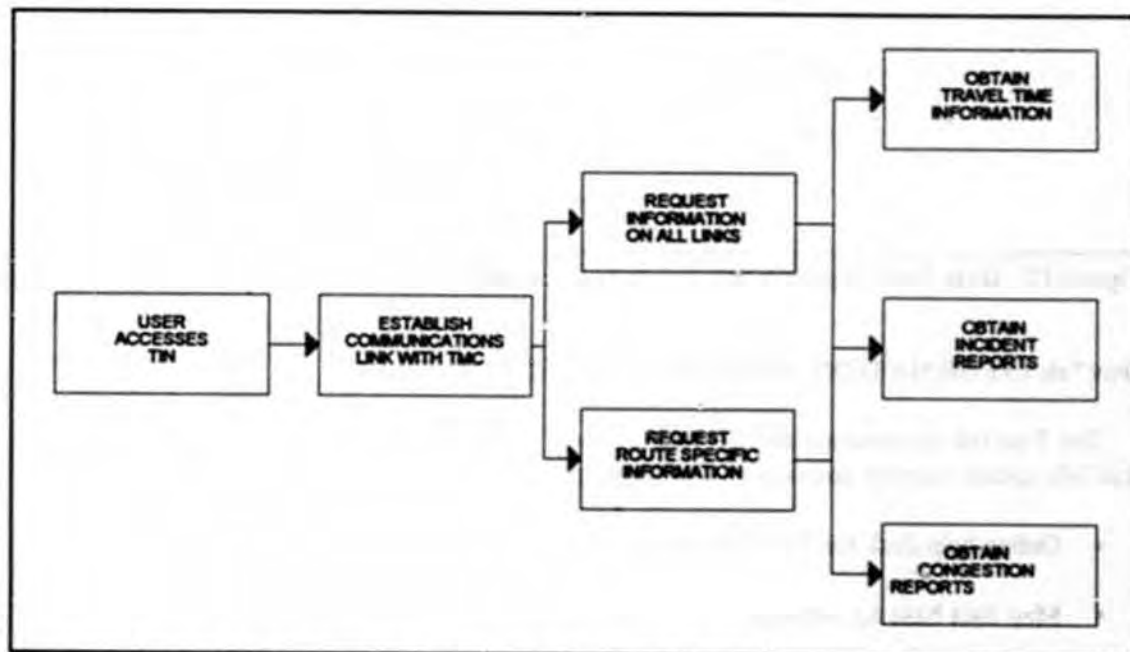 USER
ACCESSES
TIN
ESTABLISH
COMMUNICATIONS
LINK WITH TMC
REQUEST
INFORMATION
ON ALL LINKS
REQUEST
ROUTE SPECIFIC
INFORMATION
OBTAIN
TRAVEL TIME
INFORMATION
OBTAIN
INCIDENT
REPORTS
OBTAIN
CONGESTION
REPORTS